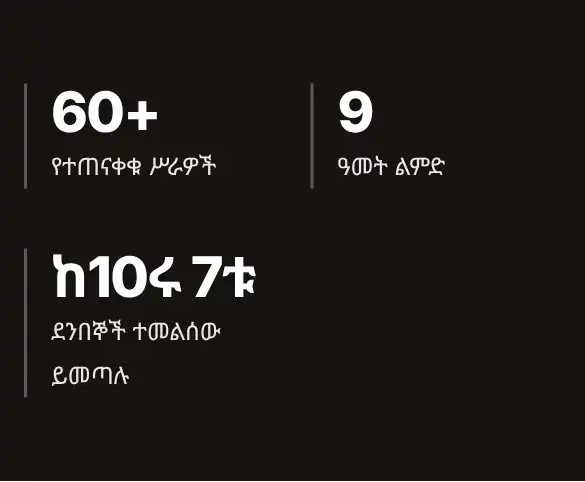 60+
የተጠናቀቁ ሥራዎች
9
ዓመት ልምድ
ከ10ሩ 7ቱ
ደንበኞች ተመልሰው
ይመጣሉ